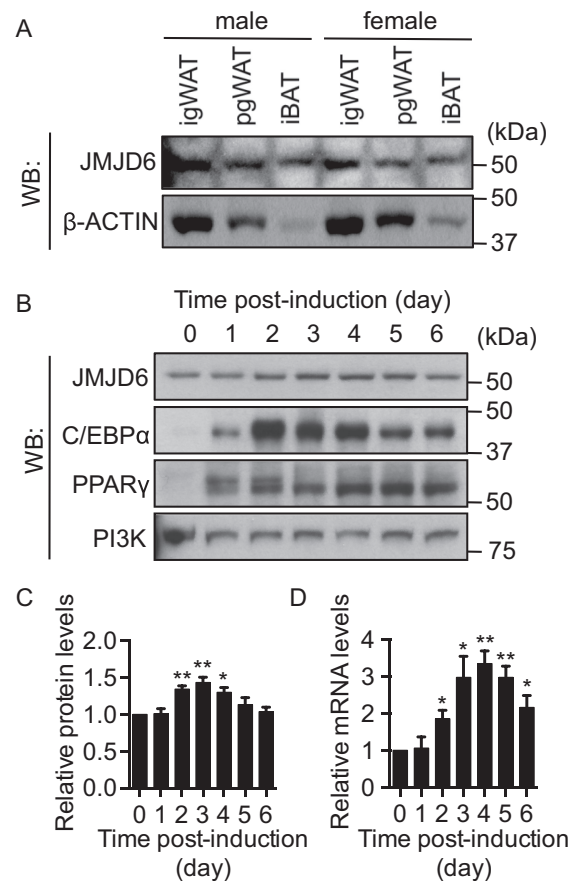 A
male female
igWAT pgWAT iBAT igWAT pgWAT iBAT
(kDa)
WB:
JMJD6
50
50
β-ACTIN
37
B
Time post-induction (day)
0 1 2 3 4 5 6 (kDa)
WB:
JMJD6
50
50
C/EBPα
37
PPARγ
50
PI3K
75
C
Relative protein levels
2.0
1.5
1.0
0.5
0.0
** ** *
0 1 2 3 4 5 6
Time post-induction
(day)
D
Relative mRNA levels
4
3
2
1
0
* * ** ** *
0 1 2 3 4 5 6
Time post-induction
(day)